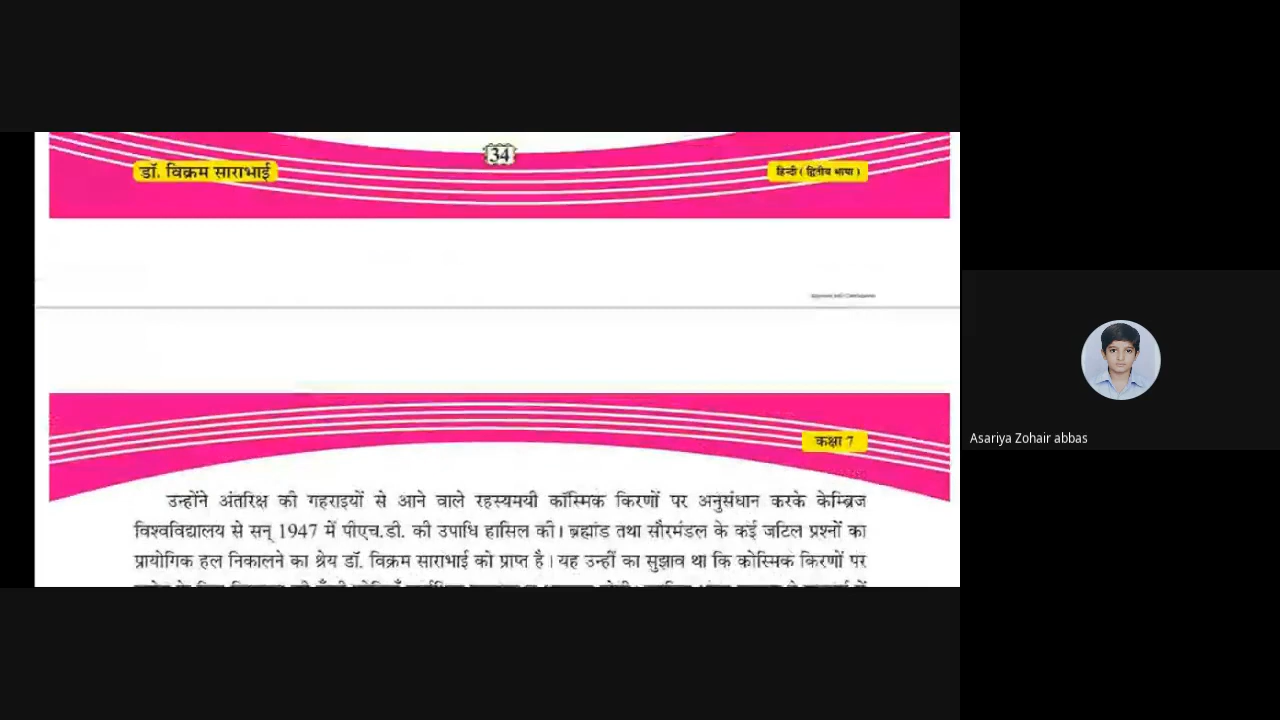 34
डॉ. विक्रम साराभाई
हिन्दी ( द्वितीय भाषा )
कक्षा 7
उन्होंने अंतरिक्ष की गहराइयों से आने वाले रहस्यमयी कॉस्मिक किरणों पर अनुसंधान करके केम्ब्रिज
विश्वविद्यालय से सन् 1947 में पीएच.डी. की उपाधि हासिल की। ब्रह्मांड तथा सौरमंडल के कई जटिल प्रश्नों का
प्रायोगिक हल निकालने का श्रेय डॉ. विक्रम साराभाई को प्राप्त है। यह उन्हीं का सुझाव था कि कोस्मिक किरणों पर
Asariya Zohair abbas